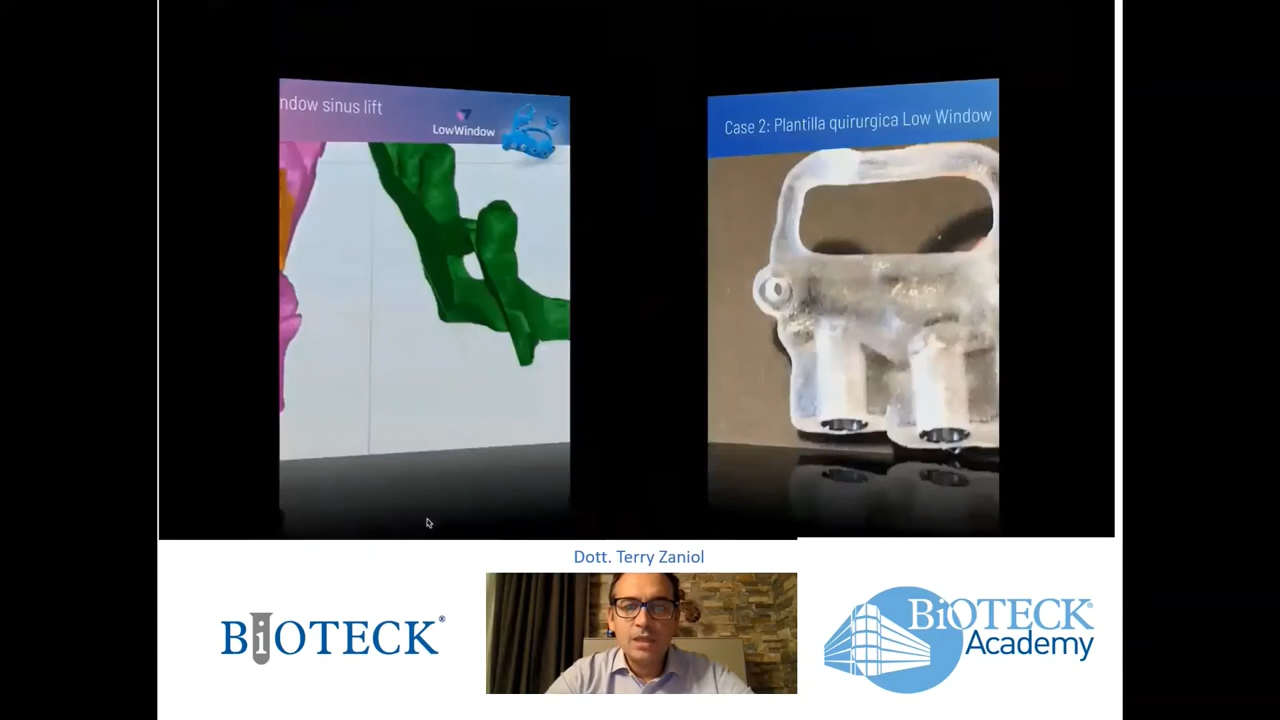 ndow sinus lift
LowWindow
Case 2: Plantilla quirurgica Low Window
Dott. Terry Zaniol
BiOTECK®
BiOTECK®
Academy